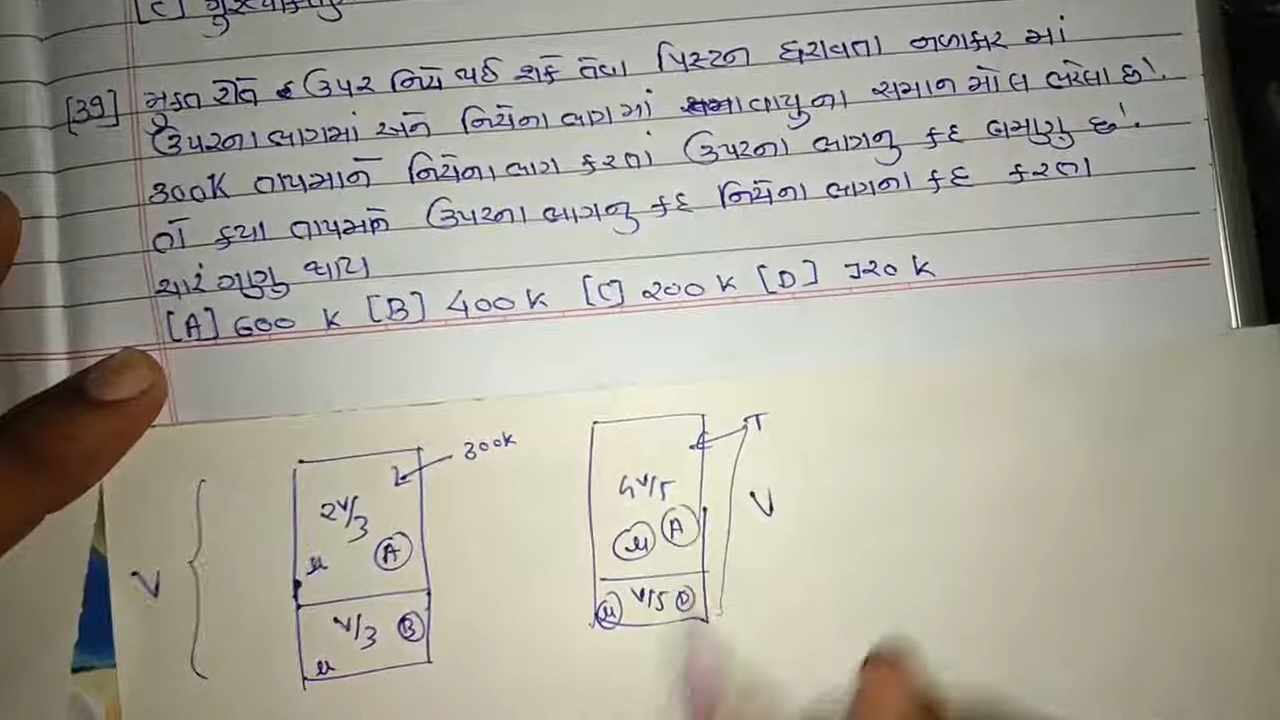 [C]
[39] મુક્ત રીતે ઉપર નિચે થઈ શકે તેવા પિસ્ટન ધરાવતા નળાકાર માં
ઉપરના ભાગમાં અને નિચેના ભાગ માં વાયુના સમાન મોલ ભરેલા છે.
300K તાપમાને નિચેના ભાગ કરતાં ઉપરના ભાગનુ કદ બમણુ છે.
તો ક્યા તાપમાને ઉપરના ભાગનુ કદ નિચેના ભાગના કદ કરતા
ચાર ગણુ થાય
[A] 600 K [B] 400 K [C] 200 K [D] 720 K
V
300K
2V/3
A
μ
V/3
B
μ
T
4V/5
μ
A
V
μ
V/5